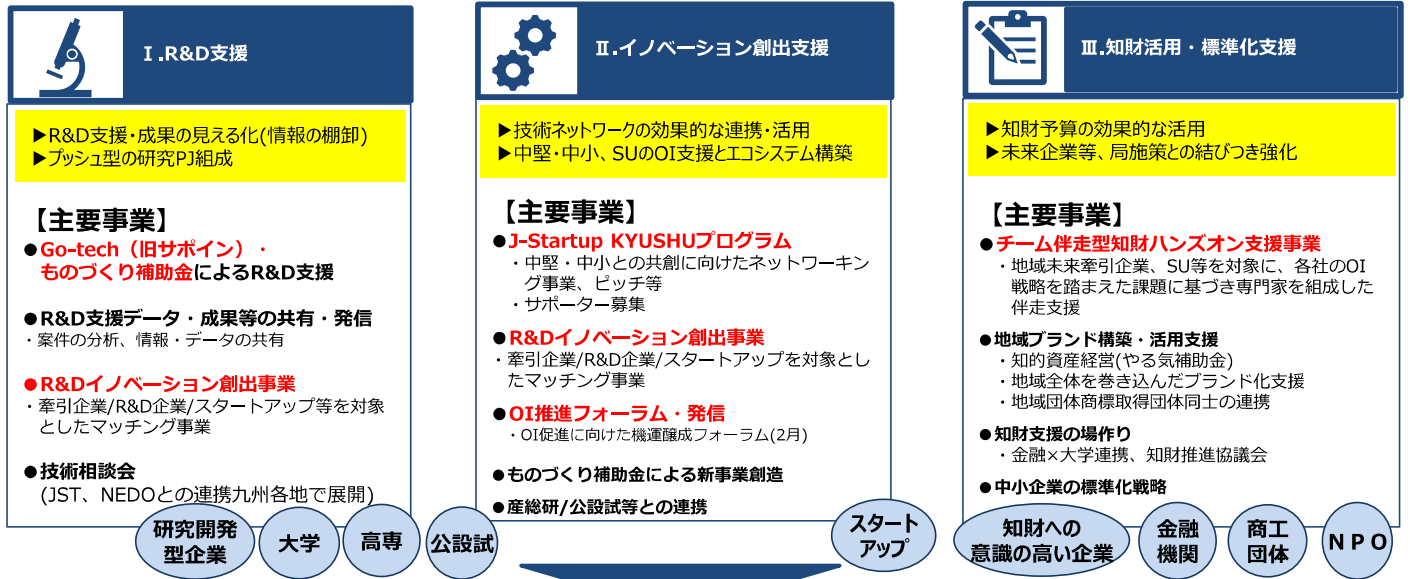 Ⅰ.R&D支援
▶R&D支援・成果の見える化(情報の棚卸)
▶プッシュ型の研究PJ組成
【主要事業】
●Go-tech（旧サポイン）・
ものづくり補助金によるR&D支援
●R&D支援データ・成果等の共有・発信
・案件の分析、情報・データの共有
●R&Dイノベーション創出事業
・牽引企業/R&D企業/スタートアップ等を対象
としたマッチング事業
●技術相談会
(JST、NEDOとの連携九州各地で展開)
研究開発
型企業
大学
高専
公設試
Ⅱ.イノベーション創出支援
▶技術ネットワークの効果的な連携・活用
▶中堅・中小、SUのOI支援とエコシステム構築
【主要事業】
●J-Startup KYUSHUプログラム
・中堅・中小との共創に向けたネットワーキン
グ事業、ピッチ等
・サポーター募集
●R&Dイノベーション創出事業
・牽引企業/R&D企業/スタートアップを対象とし
たマッチング事業
●OI推進フォーラム・発信
・OI促進に向けた機運醸成フォーラム(2月)
●ものづくり補助金による新事業創造
●産総研/公設試等との連携
スタート
アップ
Ⅲ.知財活用・標準化支援
▶知財予算の効果的な活用
▶未来企業等、局施策との結びつき強化
【主要事業】
●チーム伴走型知財ハンズオン支援事業
・地域未来牽引企業、SU等を対象に、各社のOI
戦略を踏まえた課題に基づき専門家を組成した
伴走支援
●地域ブランド構築・活用支援
・知的資産経営(やる気補助金)
・地域全体を巻き込んだブランド化支援
・地域団体商標取得団体同士の連携
●知財支援の場作り
・金融×大学連携、知財推進協議会
●中小企業の標準化戦略
知財への
意識の高い企業
金融
機関
商工
団体
ＮＰＯ